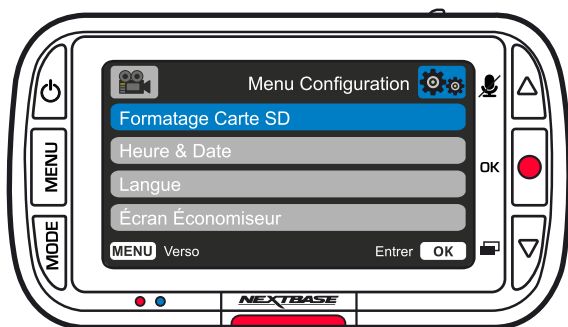 Menu Configuration
Formatage Carte SD
Heure & Date
Langue
Écran Économiseur
MENU Verso
Entrer OK
MENU
MODE
OK
NEXTBASE